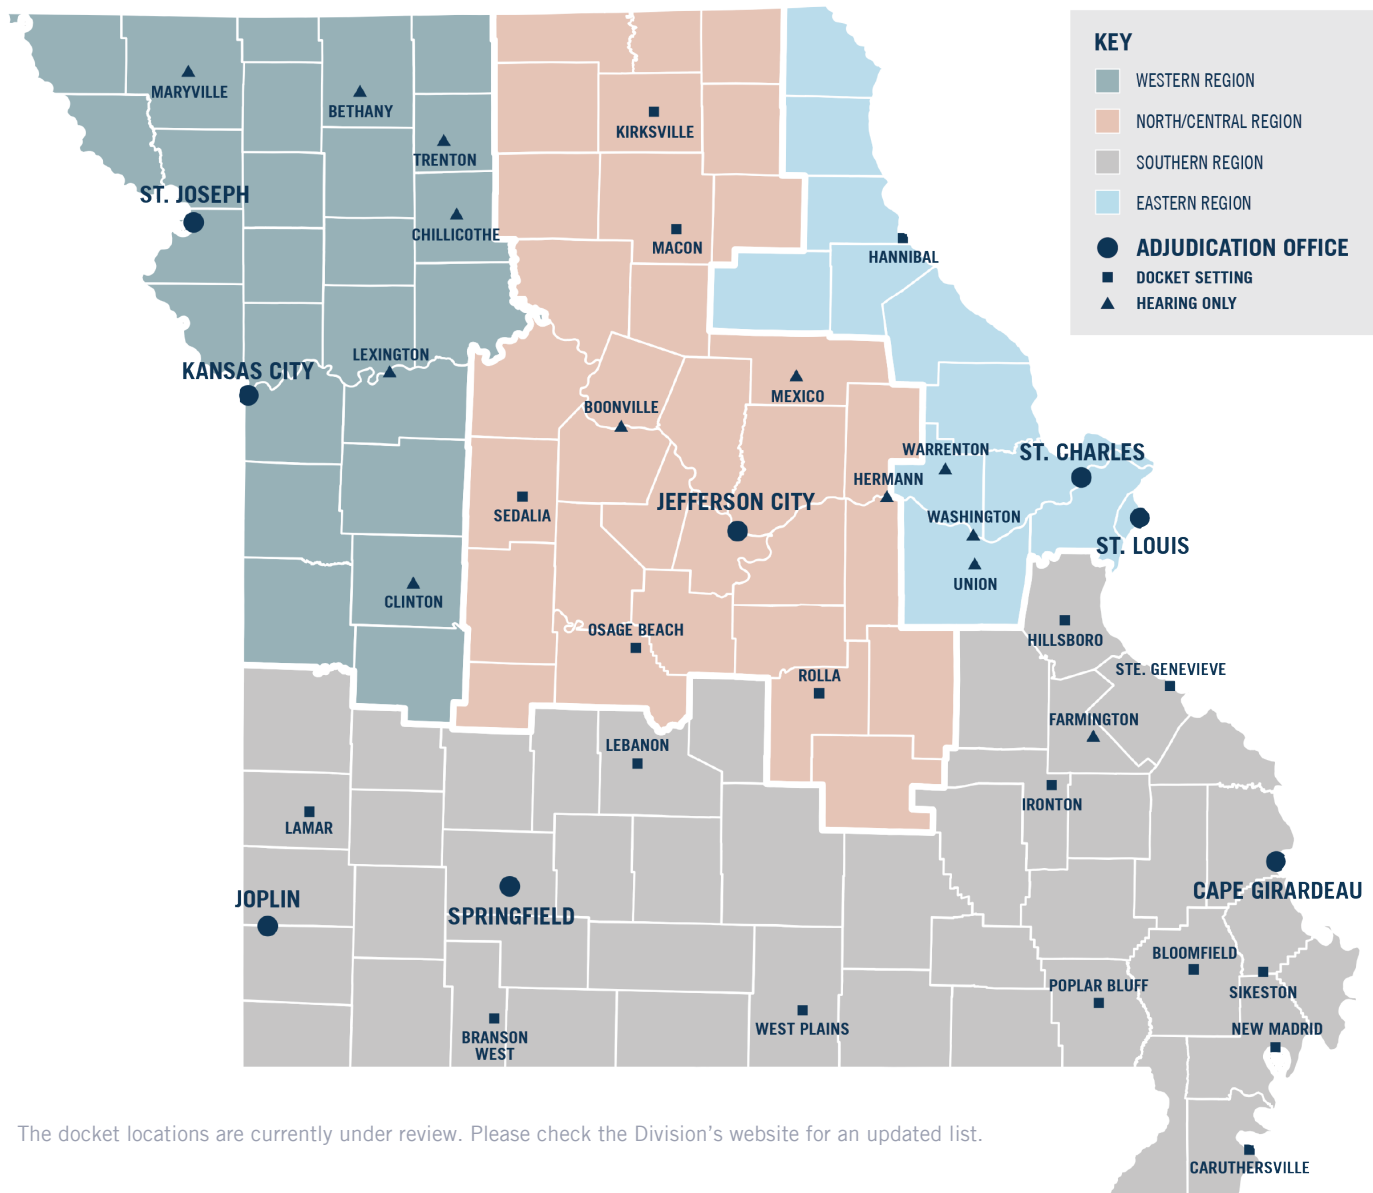 KEY
WESTERN REGION
NORTH/CENTRAL REGION
SOUTHERN REGION
EASTERN REGION
ADJUDICATION OFFICE
DOCKET SETTING
HEARING ONLY
MARYVILLE
BETHANY
TRENTON
KIRKSVILLE
ST. JOSEPH
CHILLICOTHE
MACON
HANNIBAL
LEXINGTON
KANSAS CITY
MEXICO
BOONVILLE
WARRENTON
ST. CHARLES
HERMANN
JEFFERSON CITY
SEDALIA
WASHINGTON
ST. LOUIS
UNION
CLINTON
OSAGE BEACH
HILLSBORO
STE. GENEVIEVE
ROLLA
FARMINGTON
LEBANON
IRONTON
LAMAR
CAPE GIRARDEAU
JOPLIN
SPRINGFIELD
BLOOMFIELD
POPLAR BLUFF
SIKESTON
WEST PLAINS
NEW MADRID
BRANSON
WEST
The docket locations are currently under review. Please check the Division's website for an updated list.
CARUTHERSVILLE